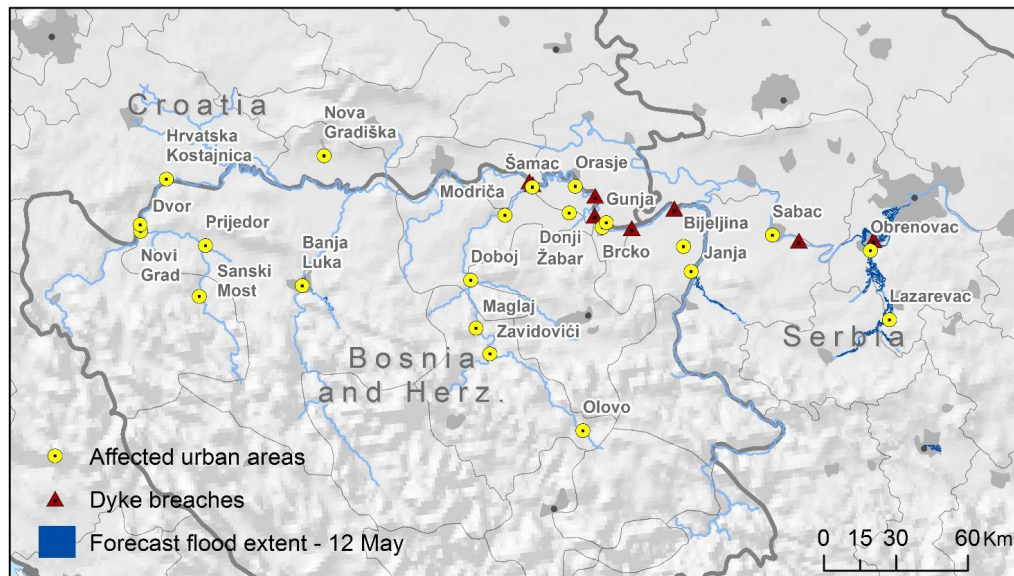 Croatia
Nova
Gradiška
Hrvatska
Kostajnica
Šamac
Orasje
Modriča
Gunja
Dvor
Prijedor
Sabac
Bijeljina
Obrenovac
Novi
Grad
Banja
Luka
Doboj
Donji
Žabar
Brcko
Janja
Sanski
Most
Maglaj
Lazarevac
Zavidovići
Serbia
Bosnia
and Herz.
Olovo
Affected urban areas
Dyke breaches
Forecast flood extent - 12 May
0 15 30 60 Km